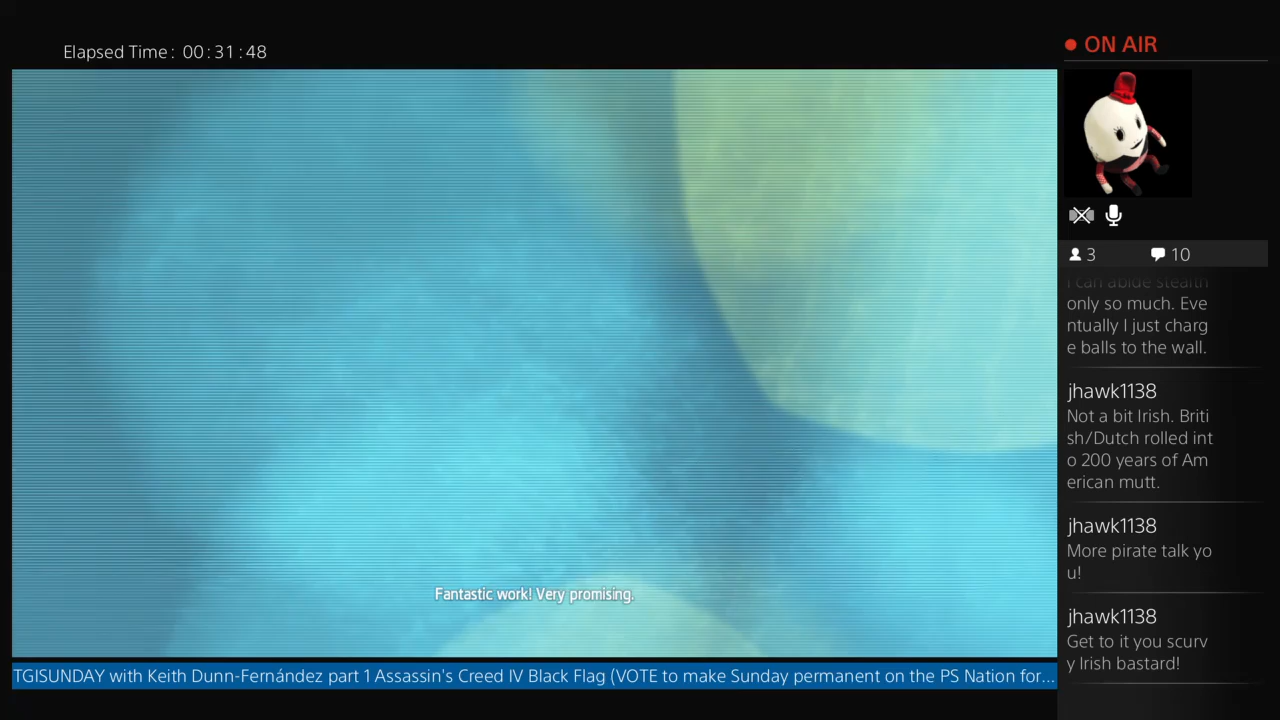 Elapsed Time: 00:31:48
ON AIR
3
10
I can abide stealth
only so much. Eve
ntually I just charg
e balls to the wall.
jhawk1138
Not a bit Irish. Briti
sh/Dutch rolled int
o 200 years of Am
erican mutt.
jhawk1138
More pirate talk yo
u!
jhawk1138
Get to it you scurv
y Irish bastard!
Fantastic work! Very promising.
TGISUNDAY with Keith Dunn-Fernández part 1 Assassin's Creed IV Black Flag (VOTE to make Sunday permanent on the PS Nation for...